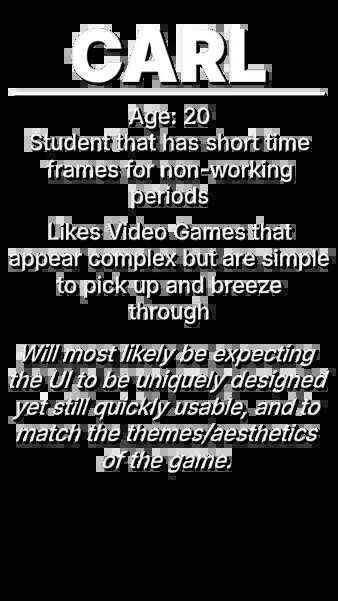 CARL
Age: 20
Student that has short time
frames for non-working
periods
Likes Video Games that
appear complex but are simple
to pick up and breeze
through
Will most likely be expecting
the UI to be uniquely designed
yet still quickly usable, and to
match the themes/aesthetics
of the game.